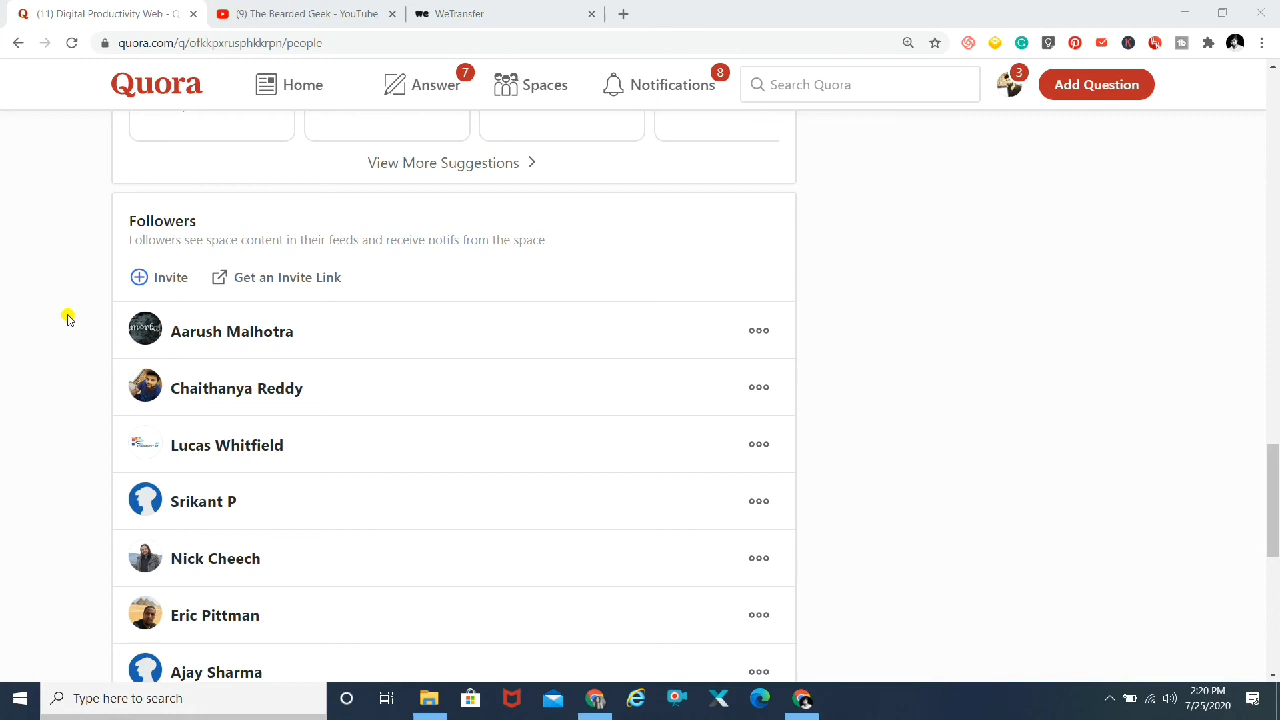 (11) Digital Productivity Web - Q
(9) The Bearded Geek - YouTube
WeTransfer
quora.com/q/ofkkpxrusphkkrpn/people
Quora
Home
Answer
7
Spaces
Notifications
8
Search Quora
3
Add Question
View More Suggestions
Followers
Followers see space content in their feeds and receive notifs from the space
Invite
Get an Invite Link
Aarush Malhotra
Chaithanya Reddy
Lucas Whitfield
Srikant P
Nick Cheech
Eric Pittman
Ajay Sharma
Type here to search
2:20 PM
7/25/2020